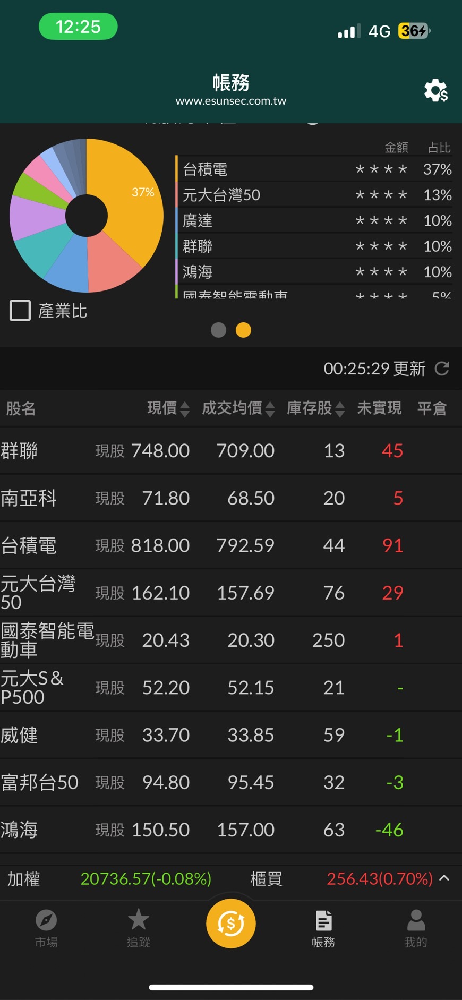 12:25
4G 36
帳務
www.esunsec.com.tw
金額 占比
37%
台積電 **** 37%
元大台灣50 **** 13%
廣達 **** 10%
群聯 **** 10%
鴻海 **** 10%
國泰智能電動車 **** 5%
產業比
00:25:29 更新
股名 現價 成交均價 庫存股 未實現 平倉
群聯 現股 748.00 709.00 13 45
南亞科 現股 71.80 68.50 20 5
台積電 現股 818.00 792.59 44 91
元大台灣
50 現股 162.10 157.69 76 29
國泰智能電
動車 現股 20.43 20.30 250 1
元大S&
P500 現股 52.20 52.15 21 -
威健 現股 33.70 33.85 59 -1
富邦台50 現股 94.80 95.45 32 -3
鴻海 現股 150.50 157.00 63 -46
加權 20736.57(-0.08%) 櫃買 256.43(0.70%)
市場 追蹤 帳務 我的